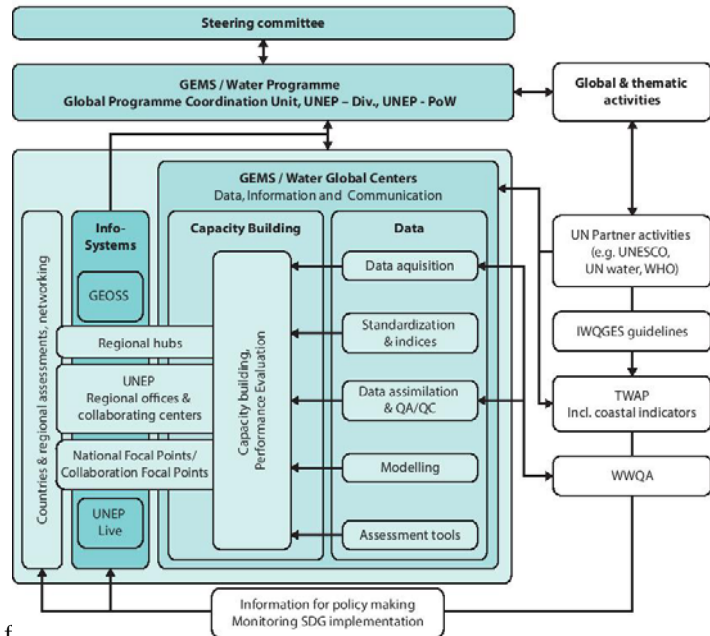 Steering committee
GEMS / Water Programme
Global Programme Coordination Unit, UNEP – Div., UNEP - PoW
Global & thematic
activities
GEMS / Water Global Centers
Data, Information and Communication
Countries & regional assessments, networking
Info-
Systems
GEOSS
Capacity Building
Data
Capacity building,
Performance Evaluation
Data aquisition
Standardization
& indices
Data assimilation
& QA/QC
Modelling
Assessment tools
Regional hubs
UNEP
Regional offices &
collaborating centers
National Focal Points/
Collaboration Focal Points
UNEP
Live
UN Partner activities
(e.g. UNESCO,
UN water, WHO)
IWQGES guidelines
TWAP
Incl. coastal indicators
WWQA
Information for policy making
Monitoring SDG implementation
f